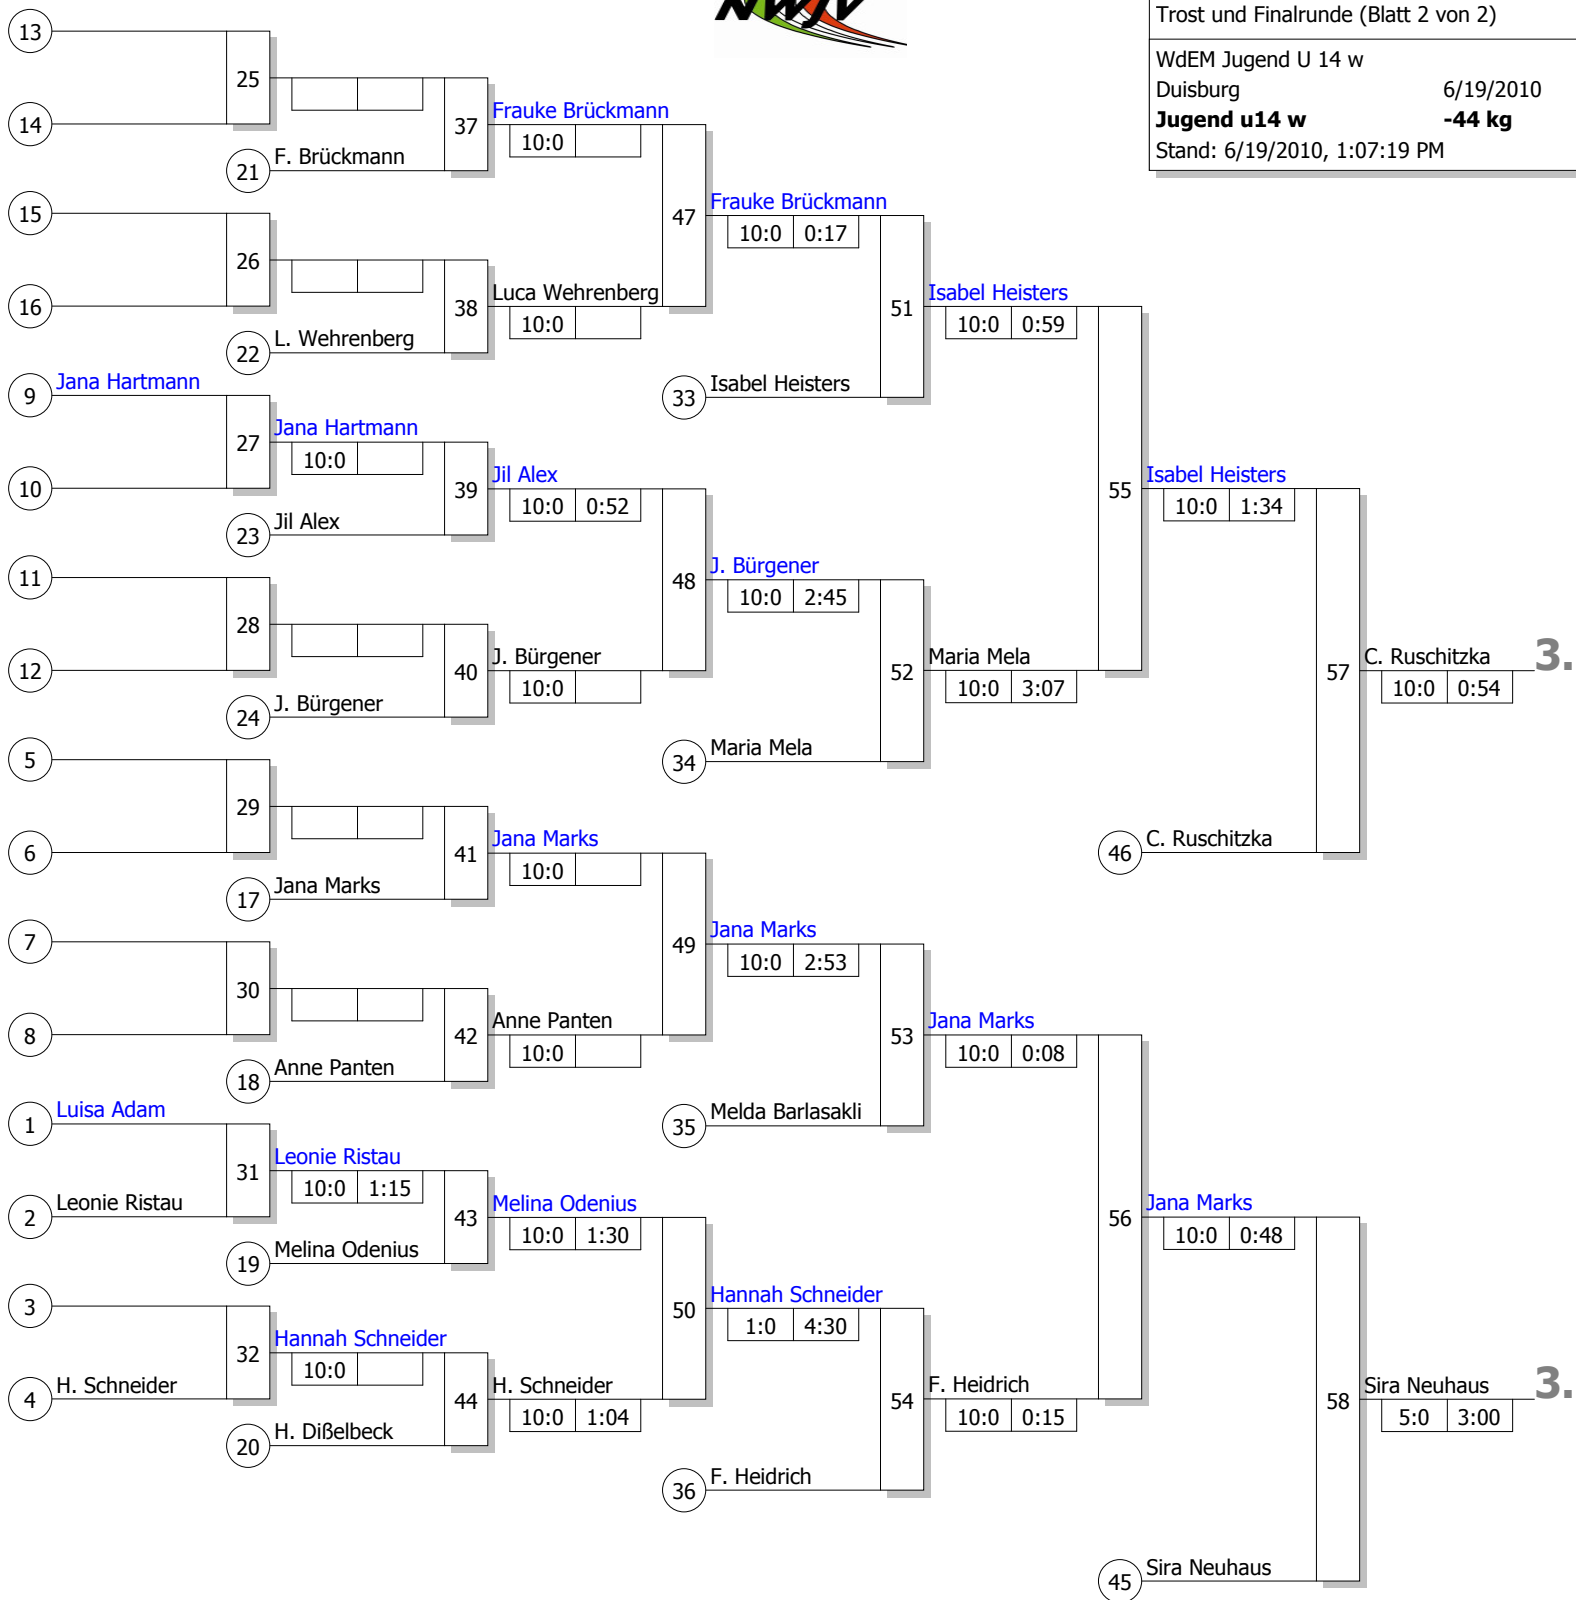 NWJV
Trost und Finalrunde (Blatt 2 von 2)
WdEM Jugend U 14 w
Duisburg 6/19/2010
Jugend u14 w -44 kg
Stand: 6/19/2010, 1:07:19 PM
13
25
14
37
Frauke Brückmann
10:0
21 F. Brückmann
15
47
Frauke Brückmann
10:0 0:17
26
16
38
Luca Wehrenberg
10:0
22 L. Wehrenberg
51
Isabel Heisters
10:0 0:59
9 Jana Hartmann
33 Isabel Heisters
27
Jana Hartmann
10:0
10
39
Jil Alex
10:0 0:52
55
Isabel Heisters
10:0 1:34
23 Jil Alex
11
48
J. Bürgener
10:0 2:45
28
12
40
J. Bürgener
10:0
52
Maria Mela
10:0 3:07
57
C. Ruschitzka
10:0 0:54
3.
24 J. Bürgener
5
34 Maria Mela
29
6
41
Jana Marks
10:0
46 C. Ruschitzka
17 Jana Marks
7
49
Jana Marks
10:0 2:53
30
8
42
Anne Panten
10:0
53
Jana Marks
10:0 0:08
18 Anne Panten
1 Luisa Adam
35 Melda Barlasakli
31
Leonie Ristau
10:0 1:15
2 Leonie Ristau
43
Melina Odenius
10:0 1:30
56
Jana Marks
10:0 0:48
19 Melina Odenius
3
50
Hannah Schneider
1:0 4:30
32
Hannah Schneider
10:0
4 H. Schneider
44
H. Schneider
10:0 1:04
54
F. Heidrich
10:0 0:15
58
Sira Neuhaus
5:0 3:00
3.
20 H. Dißelbeck
36 F. Heidrich
45 Sira Neuhaus